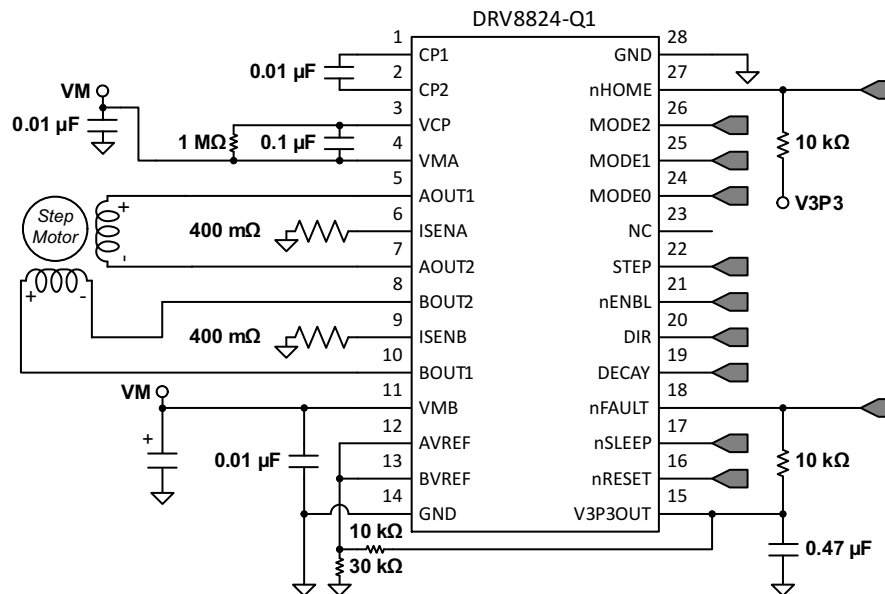 DRV8824-Q1
1
CP1
2
CP2
0.01 µF
VM
0.01 µF
3
VCP
1 MΩ
0.1 µF
4
VMA
5
AOUT1
Step
Motor
+
-
6
ISENA
400 mΩ
7
AOUT2
+
-
8
BOUT2
9
ISENB
400 mΩ
10
BOUT1
VM
11
VMB
+
0.01 µF
12
AVREF
13
BVREF
14
GND
10 kΩ
30 kΩ
28
GND
27
nHOME
26
MODE2
25
MODE1
10 kΩ
24
MODE0
V3P3
23
NC
22
STEP
21
nENBL
20
DIR
19
DECAY
18
nFAULT
17
nSLEEP
10 kΩ
16
nRESET
15
V3P3OUT
0.47 µF